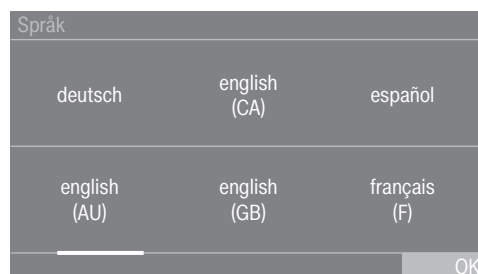 Språk
deutsch
english
(CA)
español
english
(AU)
english
(GB)
français
(F)
OK